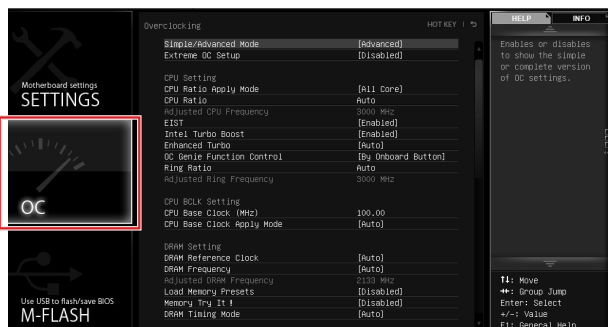 Overclocking
HOT KEY
HELP
INFO
Simple/Advanced Mode [Advanced]
Extreme OC Setup [Disabled]
CPU Setting
CPU Ratio Apply Mode [All Core]
CPU Ratio Auto
Adjusted CPU Frequency 3000 MHz
EIST [Enabled]
Intel Turbo Boost [Enabled]
Enhanced Turbo [Auto]
OC Genie Function Control [By Onboard Button]
Ring Ratio Auto
Adjusted Ring Frequency 3000 MHz
CPU BCLK Setting
CPU Base Clock (MHz) 100.00
CPU Base Clock Apply Mode [Auto]
DRAM Setting
DRAM Reference Clock [Auto]
DRAM Frequency [Auto]
Adjusted DRAM Frequency 2133 MHz
Load Memory Presets [Disabled]
Memory Try It ! [Disabled]
DRAM Timing Mode [Auto]
Motherboard settings
SETTINGS
OC
Use USB to flash/save BIOS
M-FLASH
Enables or disables
to show the simple
or complete version
of OC settings.
↑↓: Move
→←: Group Jump
Enter: Select
+/-: Value
F1: General Help